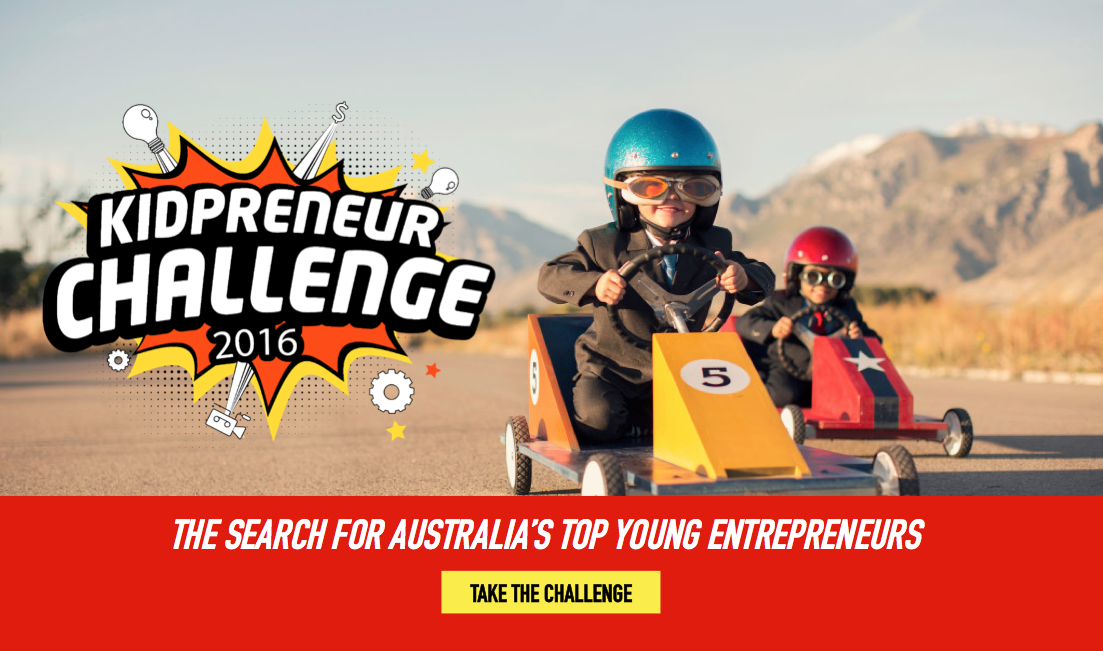 KIDPRENEUR
CHALLENGE
2016
$
5
5
THE SEARCH FOR AUSTRALIA'S TOP YOUNG ENTREPRENEURS
TAKE THE CHALLENGE